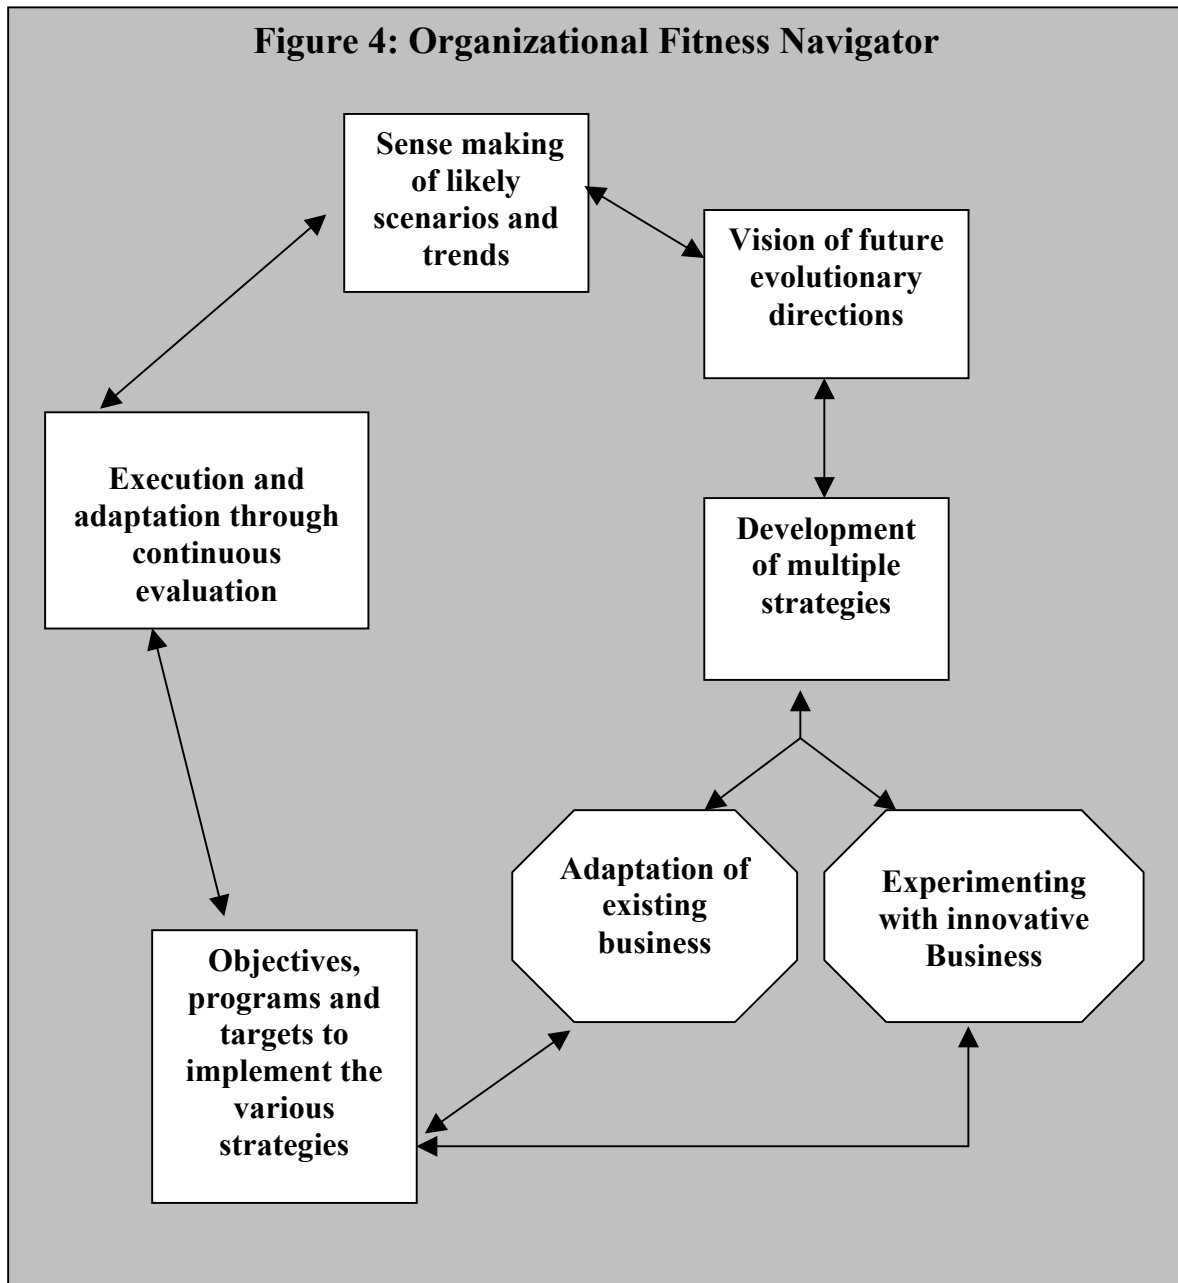 Figure 4: Organizational Fitness Navigator
Sense making
of likely
scenarios and
trends
Vision of future
evolutionary
directions
Execution and
adaptation through
continuous
evaluation
Development
of multiple
strategies
Adaptation of
existing
business
Experimenting
with innovative
Business
Objectives,
programs and
targets to
implement the
various
strategies